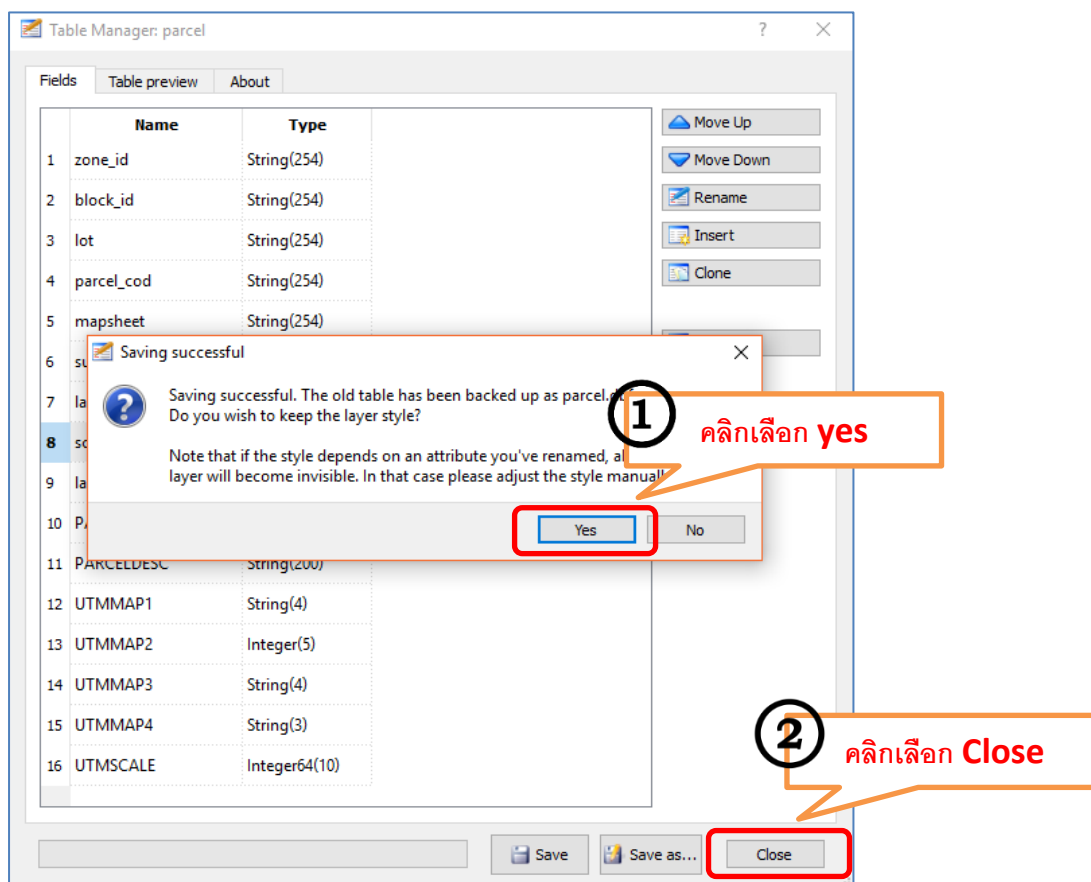 Table Manager: parcel
Fields Table preview About
Name Type
1 zone_id String(254)
2 block_id String(254)
3 lot String(254)
4 parcel_cod String(254)
5 mapsheet String(254)
6
7
8
9
10
11 PARCELDESC String(200)
12 UTMMAP1 String(4)
13 UTMMAP2 Integer(5)
14 UTMMAP3 String(4)
15 UTMMAP4 String(3)
16 UTMSCALE Integer64(10)
Move Up
Move Down
Rename
Insert
Clone
Saving successful
Saving successful. The old table has been backed up as
Do you wish to keep the layer style?
Note that if the style depends on an attribute you've renamed,
layer will become invisible. In that case please adjust the style
Yes No
1
คลิกเลือก yes
2
คลิกเลือก Close
Save Save as... Close